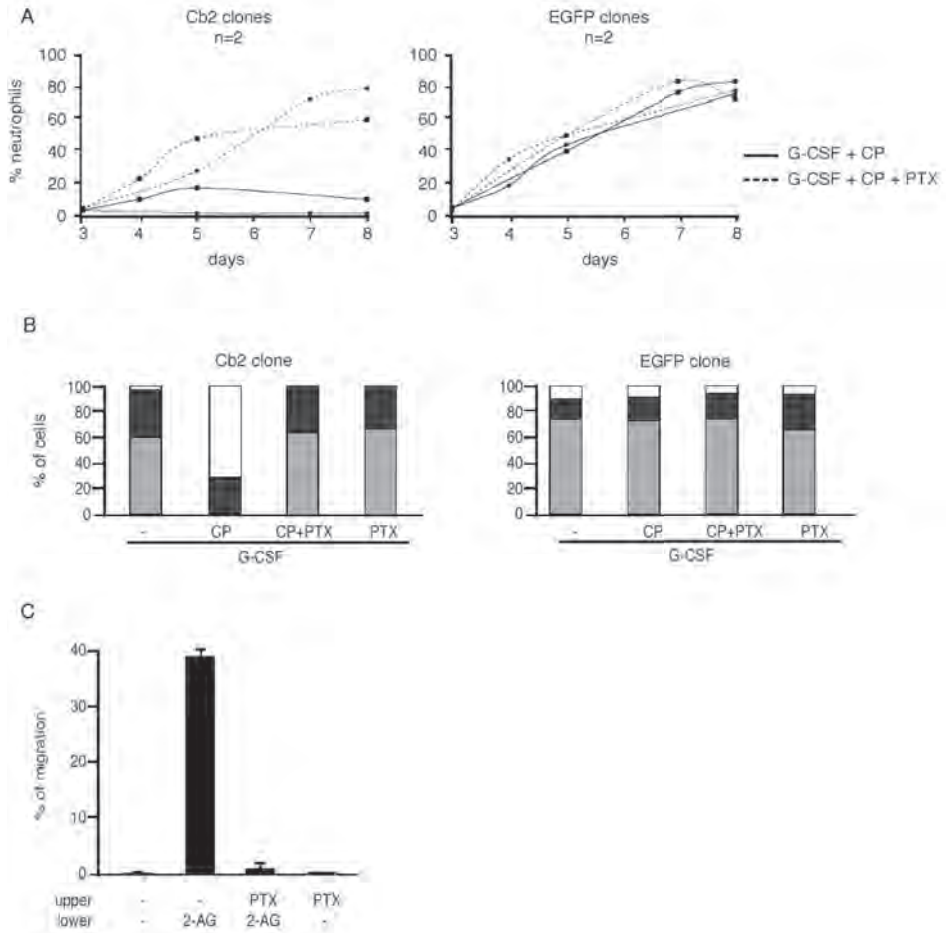 A
Cb2 clones
n=2
% neutrophils
80
60
40
20
0
3 4 5 6 7 8
days
EGFP clones
n=2
80
60
40
20
0
3 4 5 6 7 8
days
G-CSF + CP
G-CSF + CP + PTX
B
Cb2 clone
% of cells
100
80
60
40
20
0
- CP CP+PTX PTX
G-CSF
EGFP clone
100
80
60
40
20
0
- CP CP+PTX PTX
G-CSF
C
% of migration
40
30
20
10
0
upper - - PTX PTX
lower - 2-AG 2-AG -